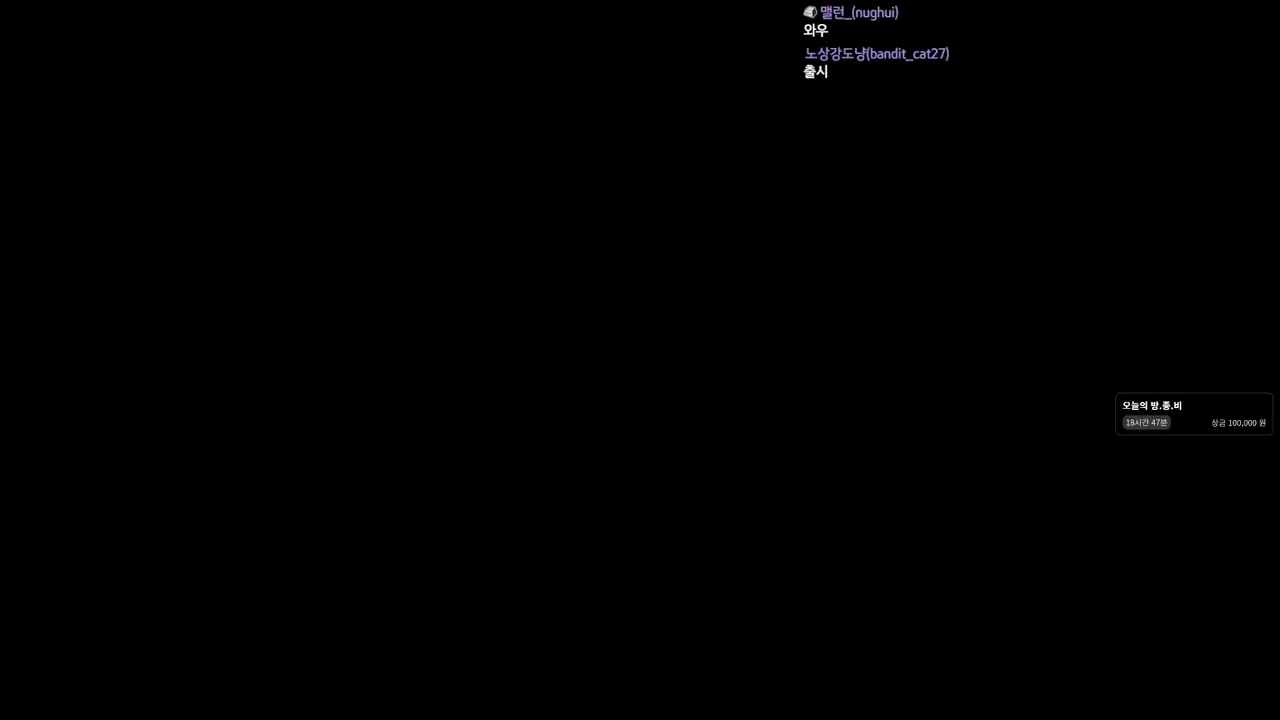 맬런_(nughui)
와우
노상강도냥(bandit_cat27)
출시
오늘의 방.종.비
18시간 47분
상금 100,000 원